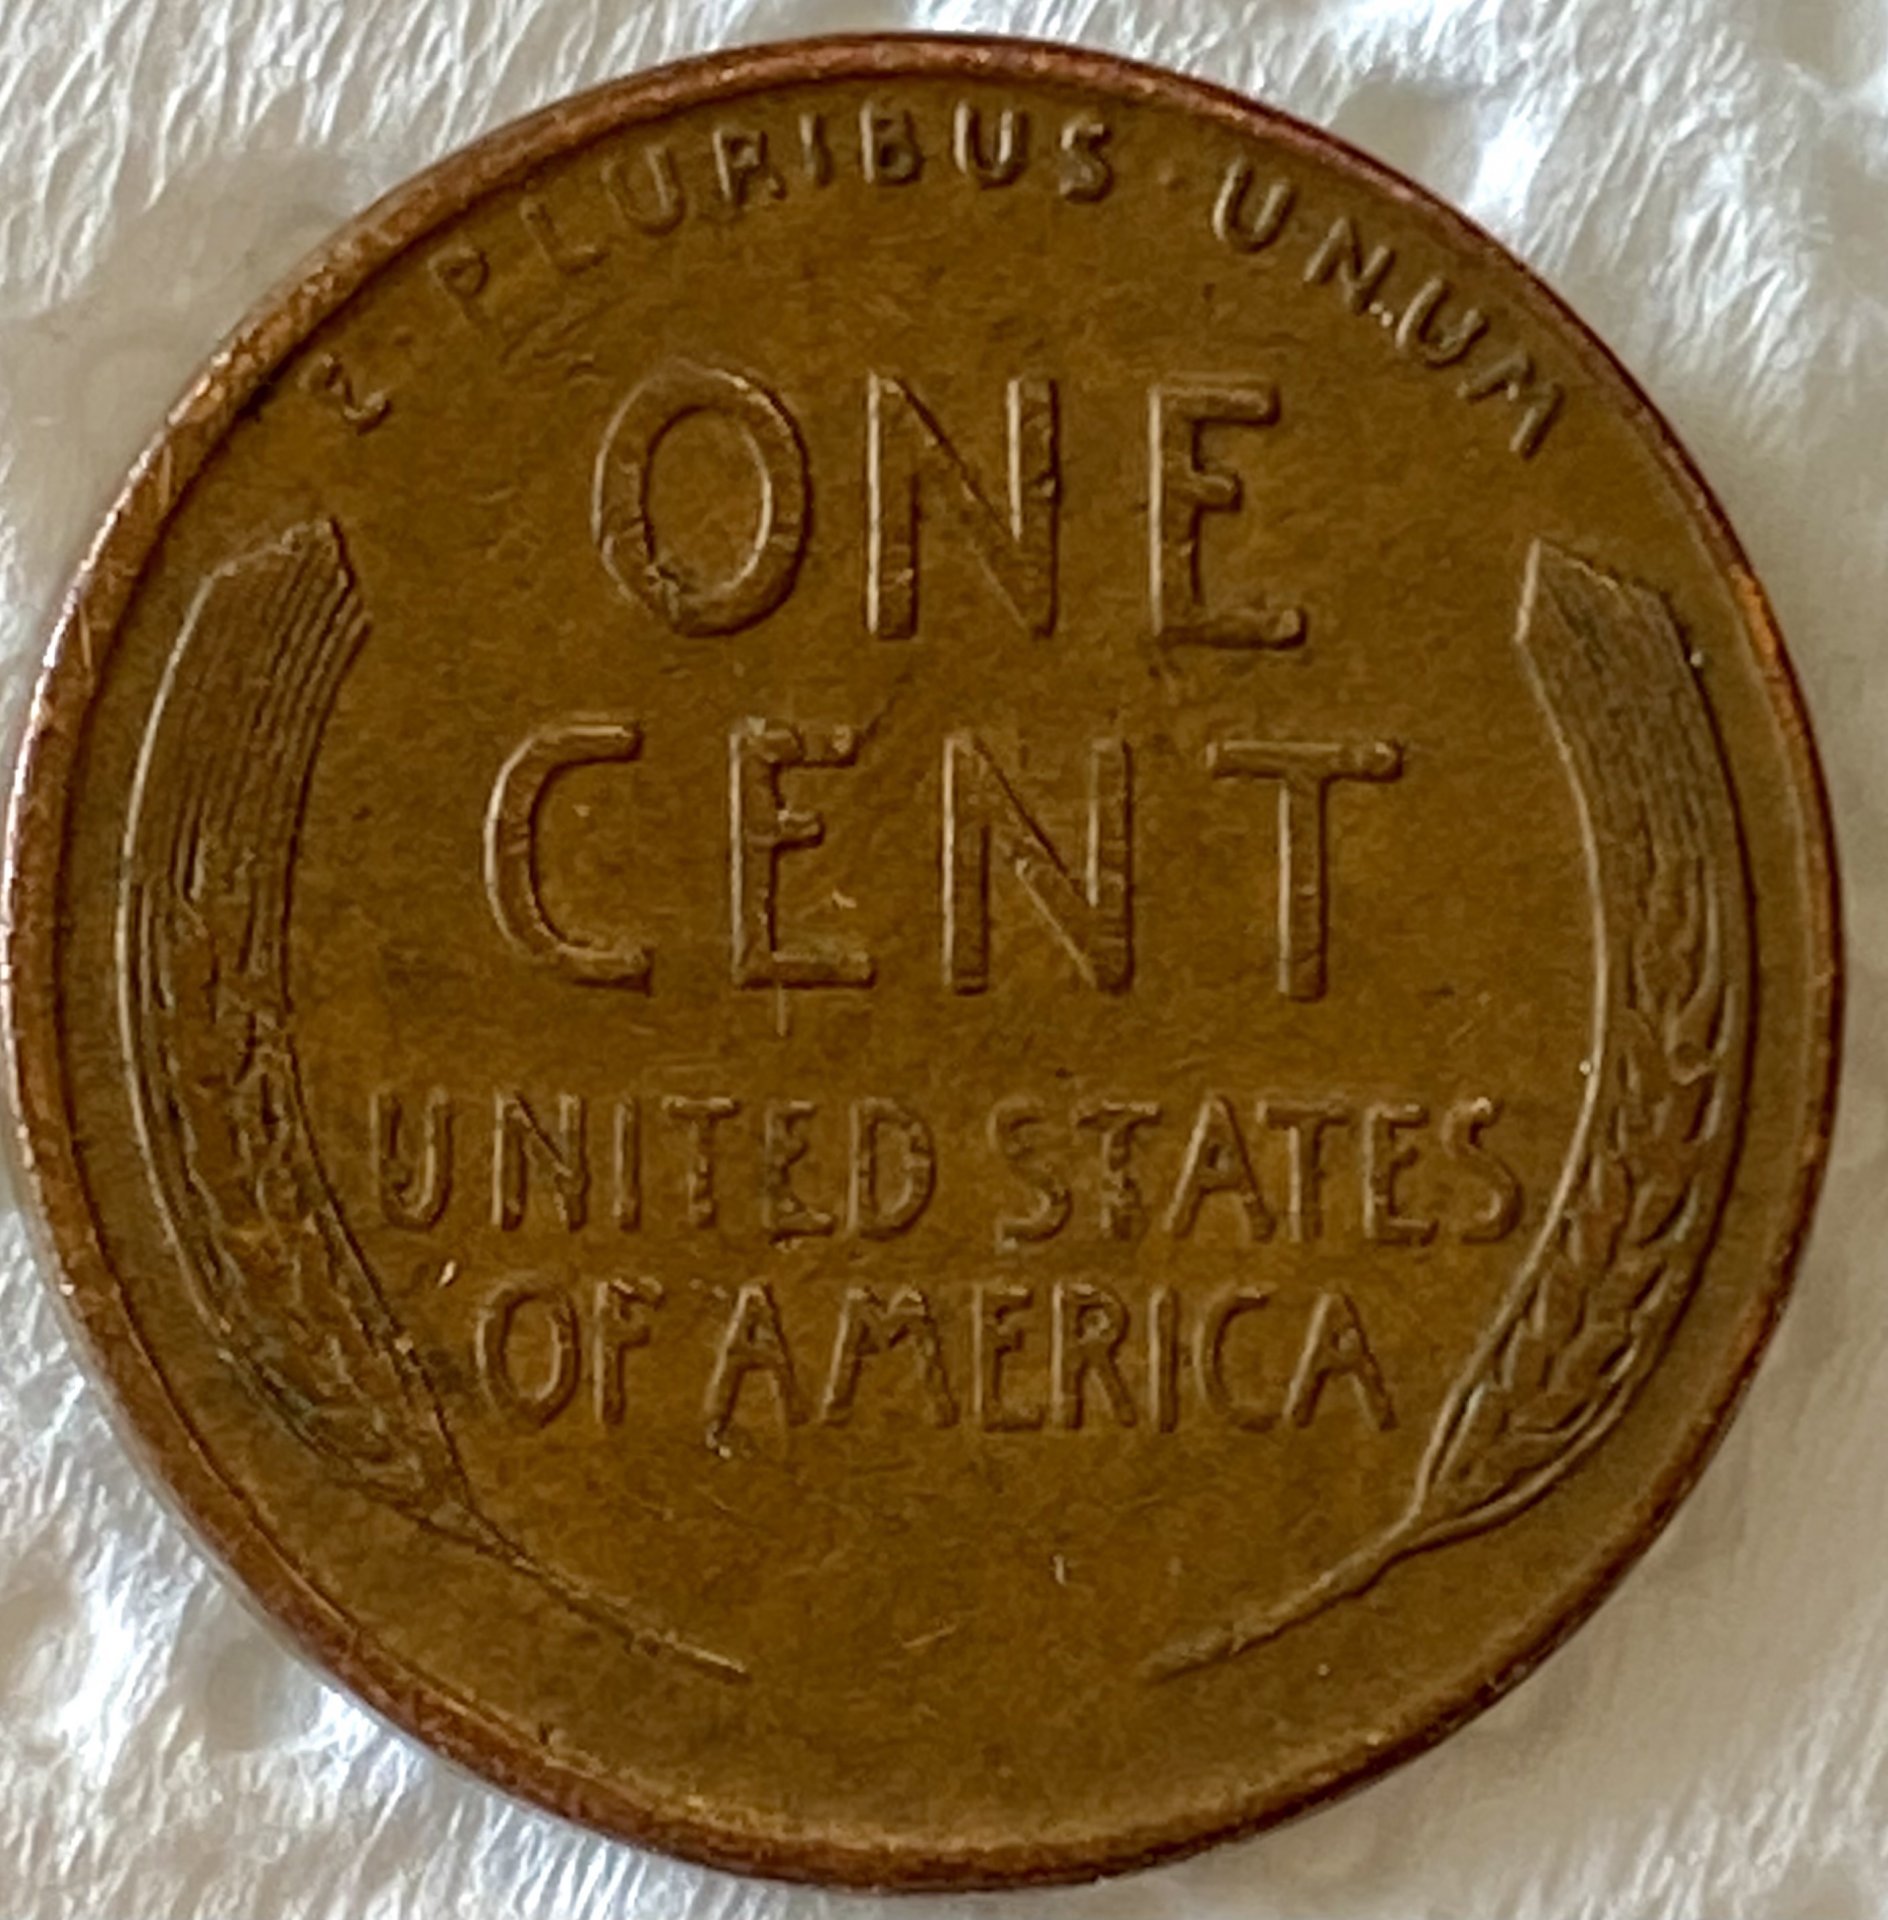 E PLURIBUS · UNUM
ONE
CENT
UNITED STATES
OF AMERICA